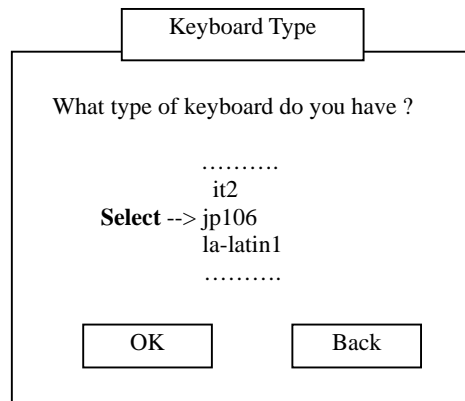 Keyboard Type
What type of keyboard do you have ?
……….
it2
Select --> jp106
la-latin1
……….
OK Back